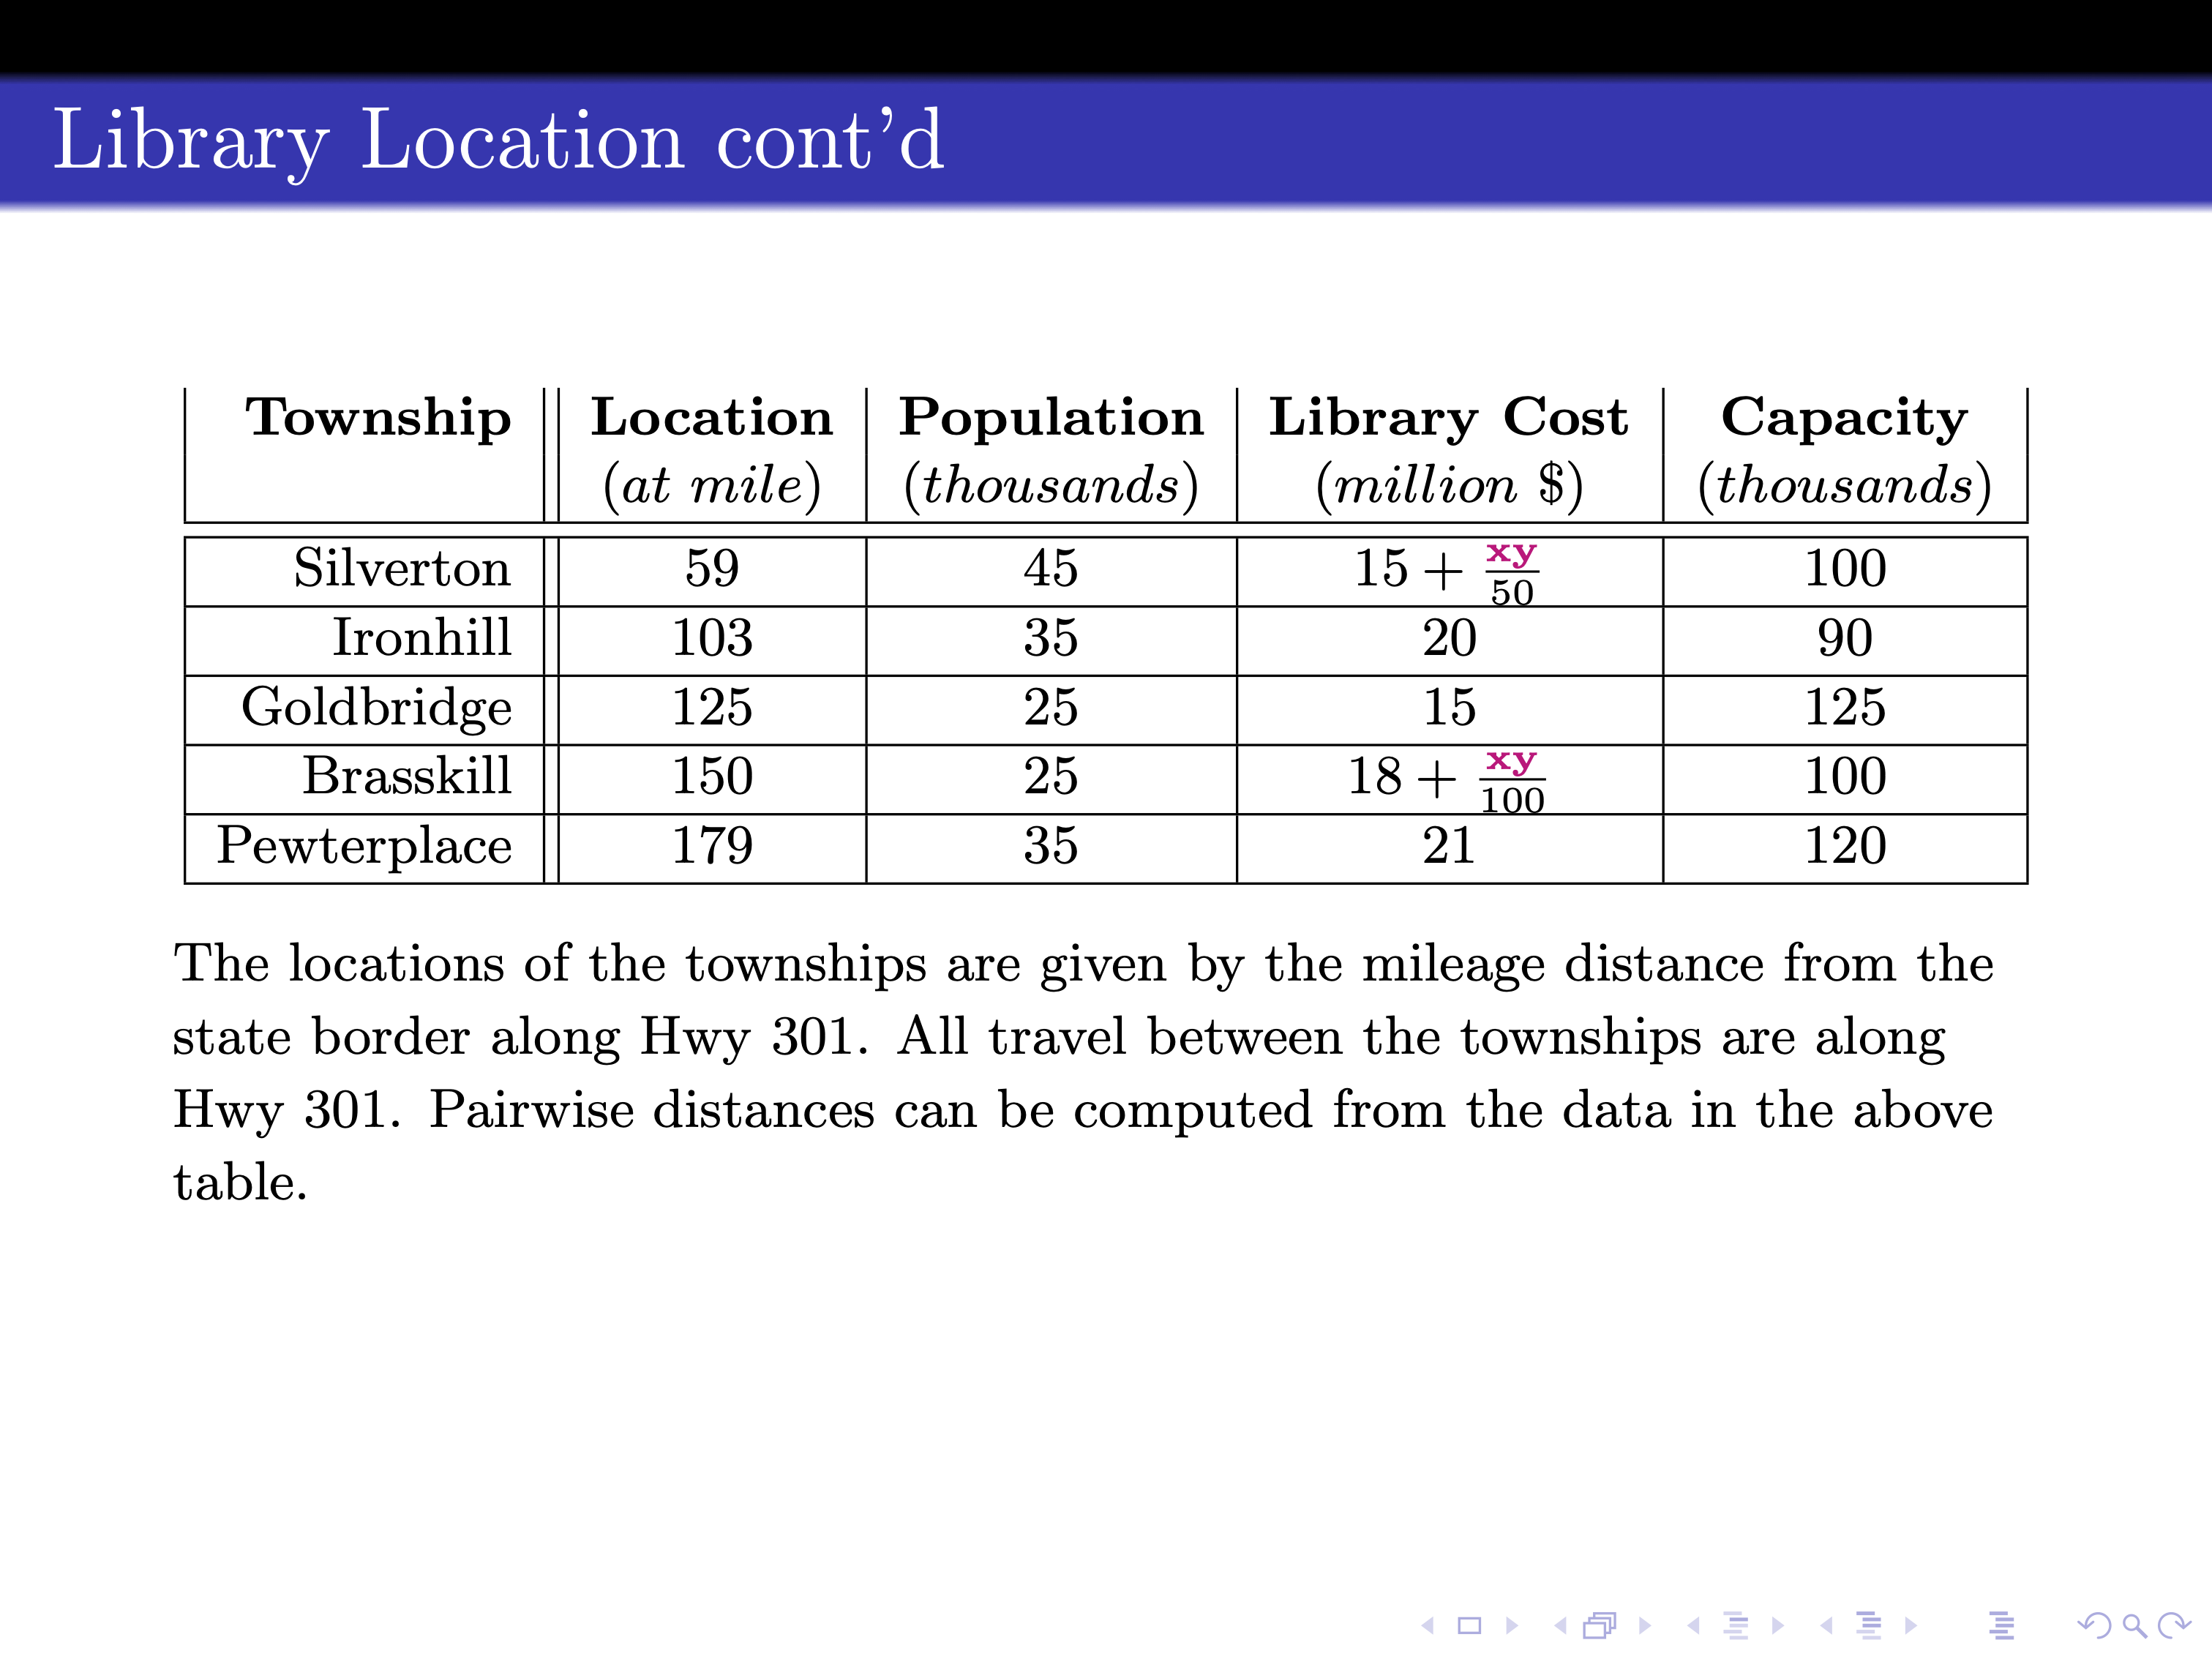 Library Location cont'd
Township Location Population Library Cost Capacity
(at mile) (thousands) (million $) (thousands)
Silverton 59 45 15 + xy/50 100
Ironhill 103 35 20 90
Goldbridge 125 25 15 125
Brasskill 150 25 18 + xy/100 100
Pewterplace 179 35 21 120
The locations of the townships are given by the mileage distance from the
state border along Hwy 301. All travel between the townships are along
Hwy 301. Pairwise distances can be computed from the data in the above
table.